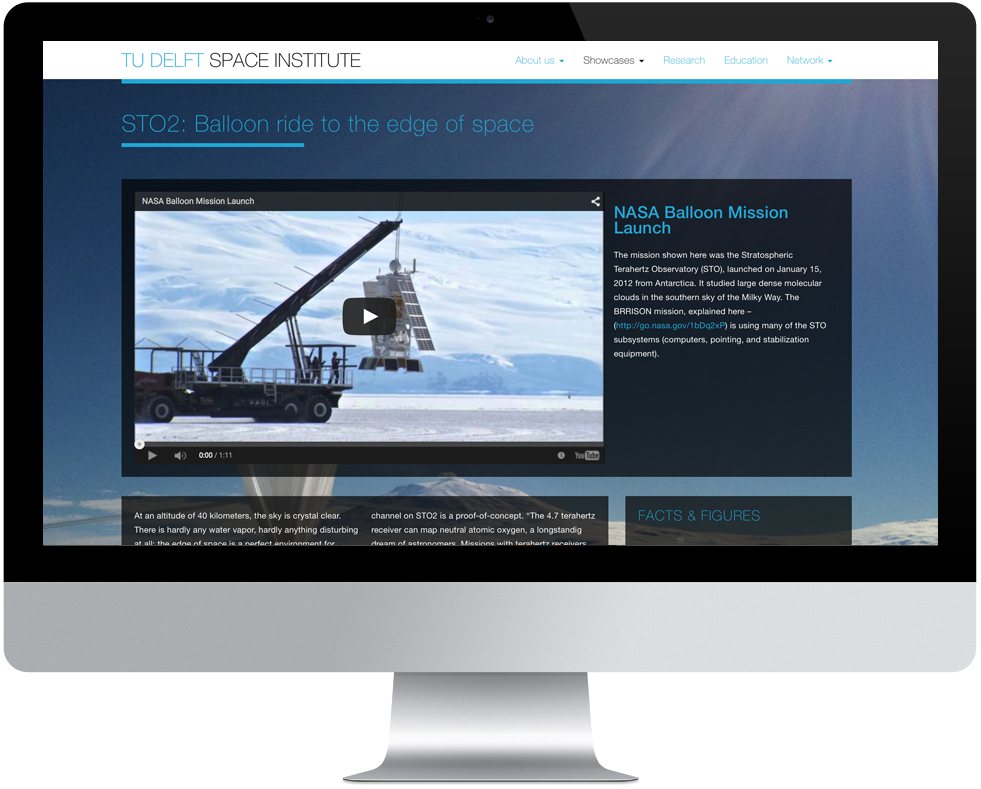 TU DELFT SPACE INSTITUTE
About us Showcases Research Education Network
STO2: Balloon ride to the edge of space
NASA Balloon Mission Launch
NASA Balloon Mission
Launch
The mission shown here was the Stratospheric
Terahertz Observatory (STO), launched on January 15,
2012 from Antarctica. It studied large dense molecular
clouds in the southern sky of the Milky Way. The
BRRISON mission, explained here –
(http://go.nasa.gov/1bDq2xP) is using many of the STO
subsystems (computers, pointing, and stabilization
equipment).
0:00 / 1:11
YouTube
At an altitude of 40 kilometers, the sky is crystal clear.
There is hardly any water vapor, hardly anything disturbing
at all: the edge of space is a perfect environment for
channel on STO2 is a proof-of-concept. “The 4.7 terahertz
receiver can map neutral atomic oxygen, a longstandig
dream of astronomers. Missions with terahertz receivers
FACTS & FIGURES